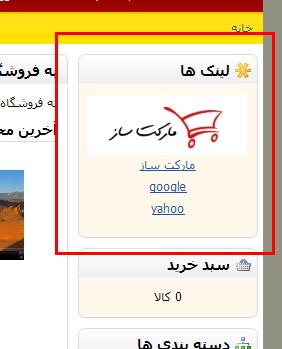 خانه
لینک ها
مارکت ساز
مارکت ساز
google
yahoo
سبد خرید
0 کالا
دسته بندی ها
به فروشگا
به فروشگاه
آخرین مح